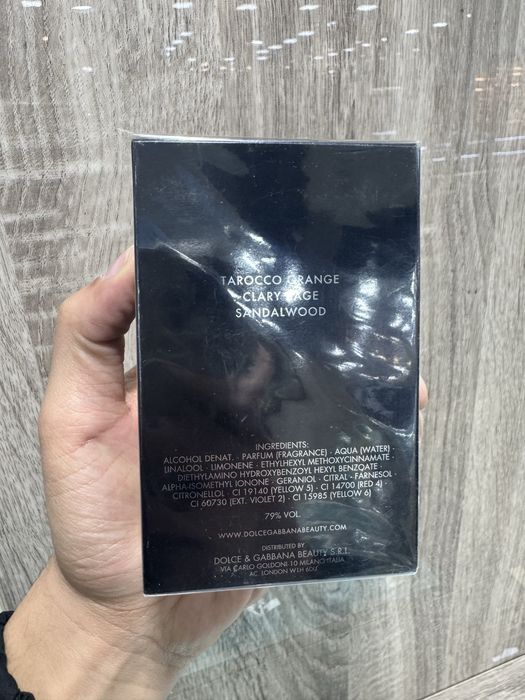 TAROCCO ORANGE
CLARY SAGE
SANDALWOOD
INGREDIENTS:
ALCOHOL DENAT. · PARFUM (FRAGRANCE) · AQUA (WATER) ·
LINALOOL · LIMONENE · ETHYLHEXYL METHOXYCINNAMATE ·
DIETHYLAMINO HYDROXYBENZOYL HEXYL BENZOATE ·
ALPHA-ISOMETHYL IONONE · GERANIOL · CITRAL · FARNESOL ·
CITRONELLOL · CI 19140 (YELLOW 5) · CI 14700 (RED 4) ·
CI 60730 (EXT. VIOLET 2) · CI 15985 (YELLOW 6)
79% VOL.
WWW.DOLCEGABBANABEAUTY.COM
DISTRIBUTED BY
DOLCE & GABBANA BEAUTY S.R.L.
VIA CARLO GOLDONI 10 MILANO ITALIA
AC. LONDON